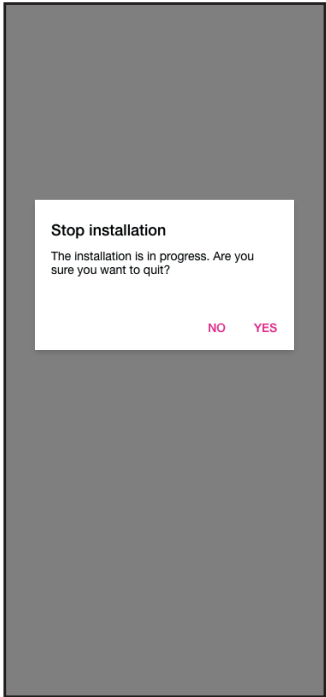 Stop installation
The installation is in progress. Are you
sure you want to quit?
NO YES